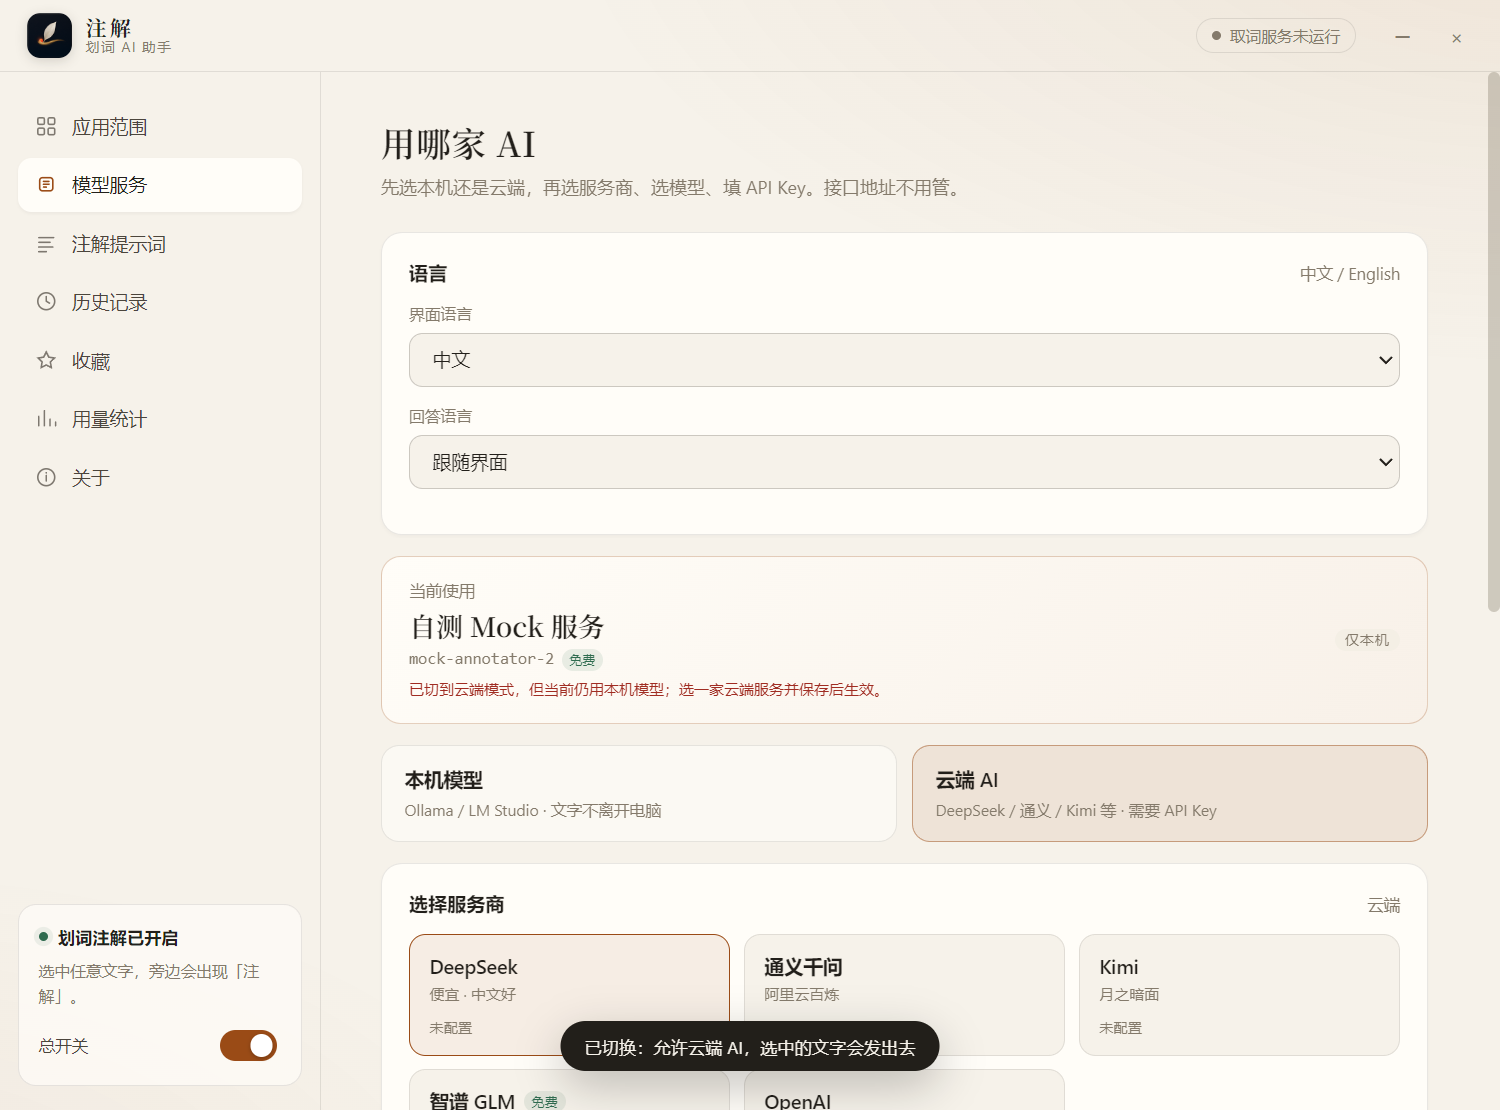 注解
划词 AI 助手
取词服务未运行
应用范围
模型服务
注解提示词
历史记录
收藏
用量统计
关于
划词注解已开启
选中任意文字，旁边会出现「注
解」。
总开关
用哪家 AI
先选本机还是云端，再选服务商、选模型、填 API Key。接口地址不用管。
语言
中文 / English
界面语言
中文
回答语言
跟随界面
当前使用
自测 Mock 服务
mock-annotator-2 免费
已切到云端模式，但当前仍用本机模型；选一家云端服务并保存后生效。
仅本机
本机模型
Ollama / LM Studio · 文字不离开电脑
云端 AI
DeepSeek / 通义 / Kimi 等 · 需要 API Key
选择服务商
云端
DeepSeek
便宜 · 中文好
未配置
通义千问
阿里云百炼
Kimi
月之暗面
未配置
已切换：允许云端 AI，选中的文字会发出去
智谱 GLM 免费
OpenAI